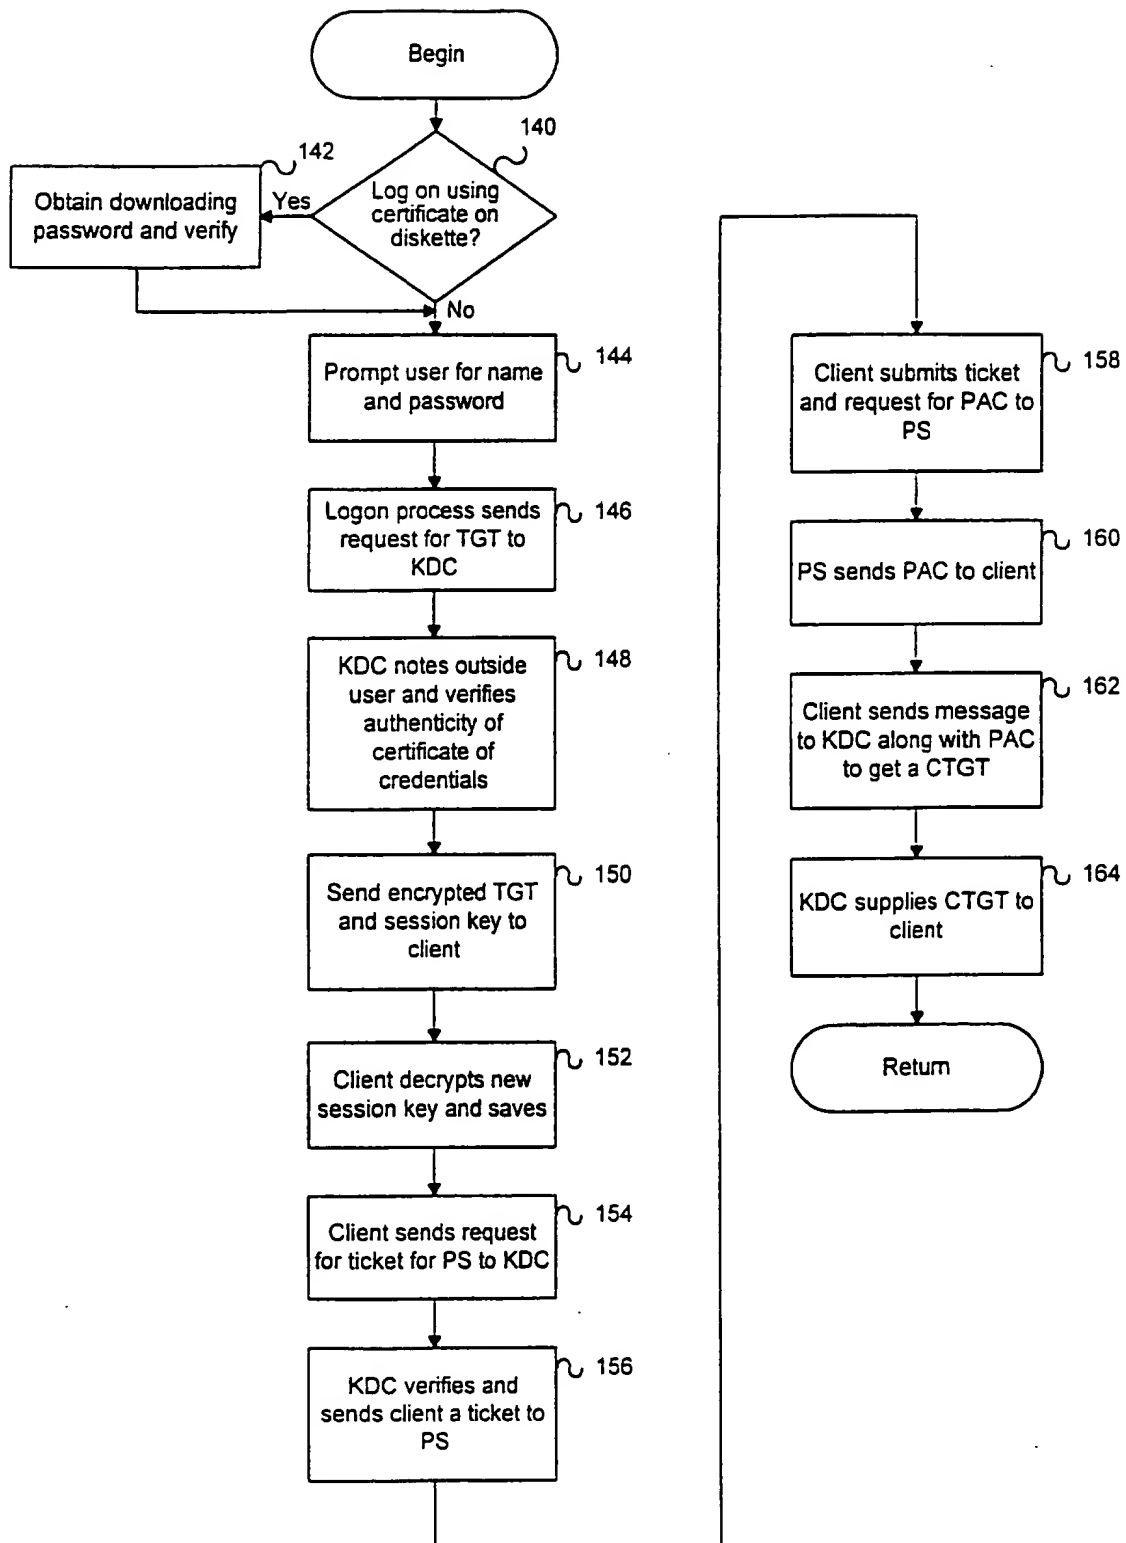 Begin
140
Log on using
certificate on
diskette?
Yes
142
Obtain downloading
password and verify
No
144
Prompt user for name
and password
146
Logon process sends
request for TGT to
KDC
148
KDC notes outside
user and verifies
authenticity of
certificate of
credentials
150
Send encrypted TGT
and session key to
client
152
Client decrypts new
session key and saves
154
Client sends request
for ticket for PS to KDC
156
KDC verifies and
sends client a ticket to
PS
158
Client submits ticket
and request for PAC to
PS
160
PS sends PAC to client
162
Client sends message
to KDC along with PAC
to get a CTGT
164
KDC supplies CTGT to
client
Return